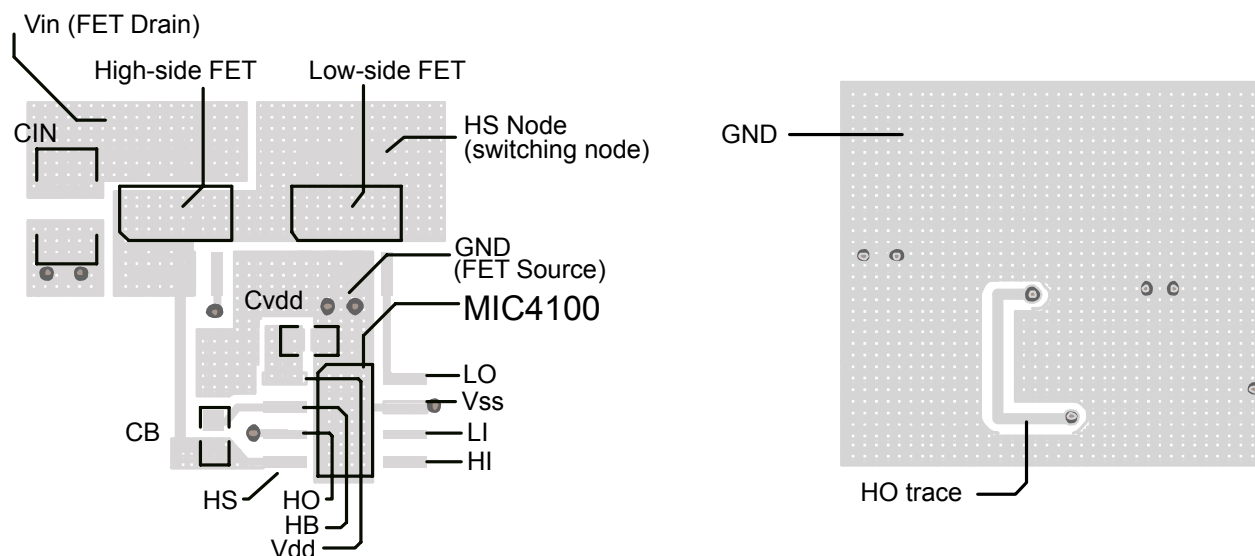 Vin (FET Drain)
High-side FET
Low-side FET
CIN
HS Node
(switching node)
GND
(FET Source)
Cvdd
MIC4100
LO
Vss
LI
HI
CB
HS
HO
HB
Vdd
GND
HO trace